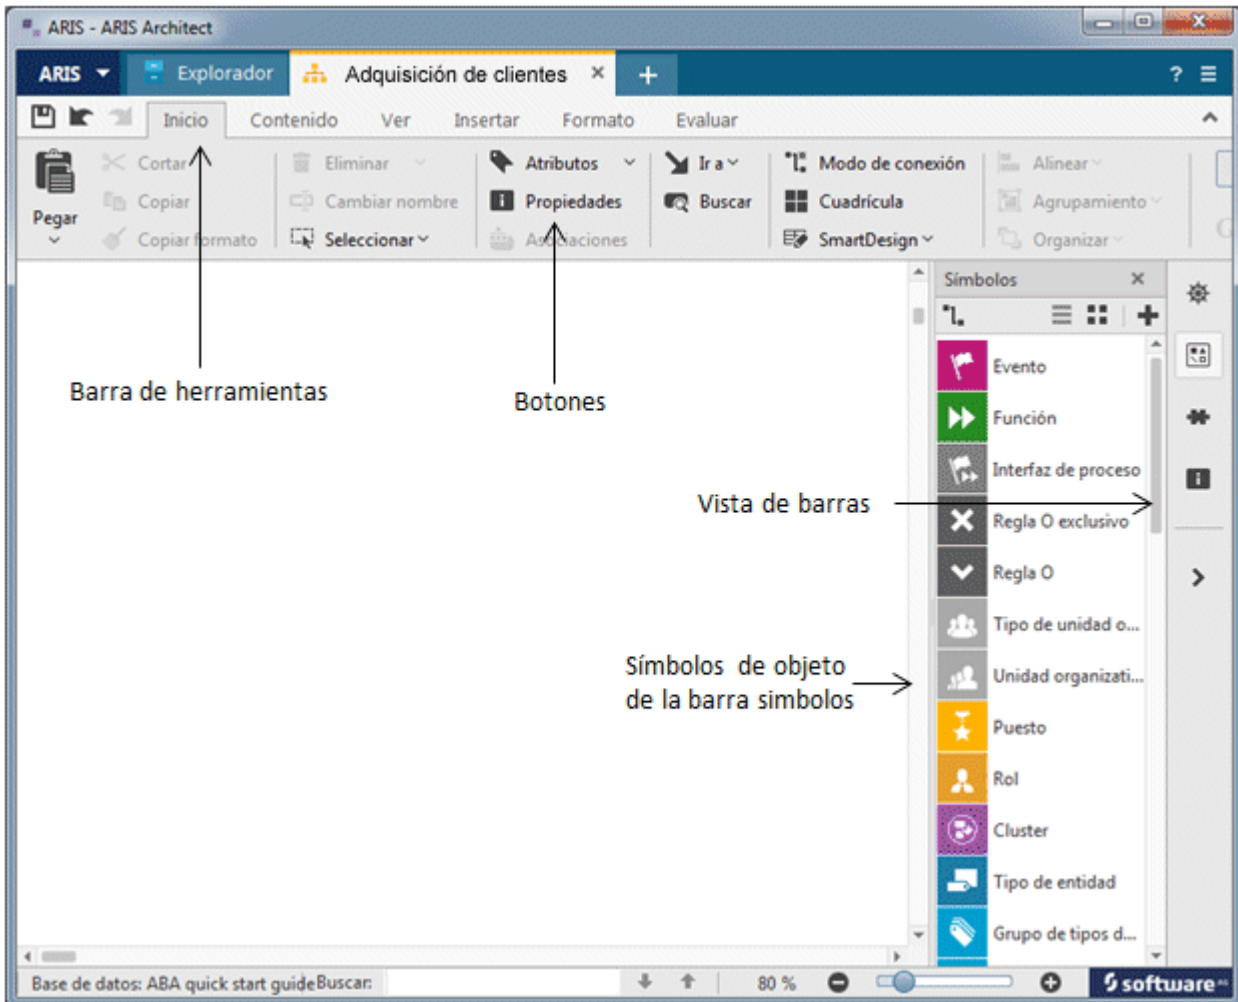 ARIS - ARIS Architect
ARIS Explorador Adquisición de clientes × + ?
Inicio Contenido Ver Insertar Formato Evaluar
Pegar
Cortar
Copiar
Copiar formato
Eliminar
Cambiar nombre
Seleccionar
Atributos
Propiedades
Asociaciones
Ir a
Buscar
Modo de conexión
Cuadrícula
SmartDesign
Alinear
Agrupamiento
Organizar
Barra de herramientas
Botones
Vista de barras
Símbolos de objeto
de la barra simbolos
Símbolos
Evento
Función
Interfaz de proceso
Regla O exclusivo
Regla O
Tipo de unidad o...
Unidad organizati...
Puesto
Rol
Cluster
Tipo de entidad
Grupo de tipos d...
Base de datos: ABA quick start guide Buscar: 80 % software AG